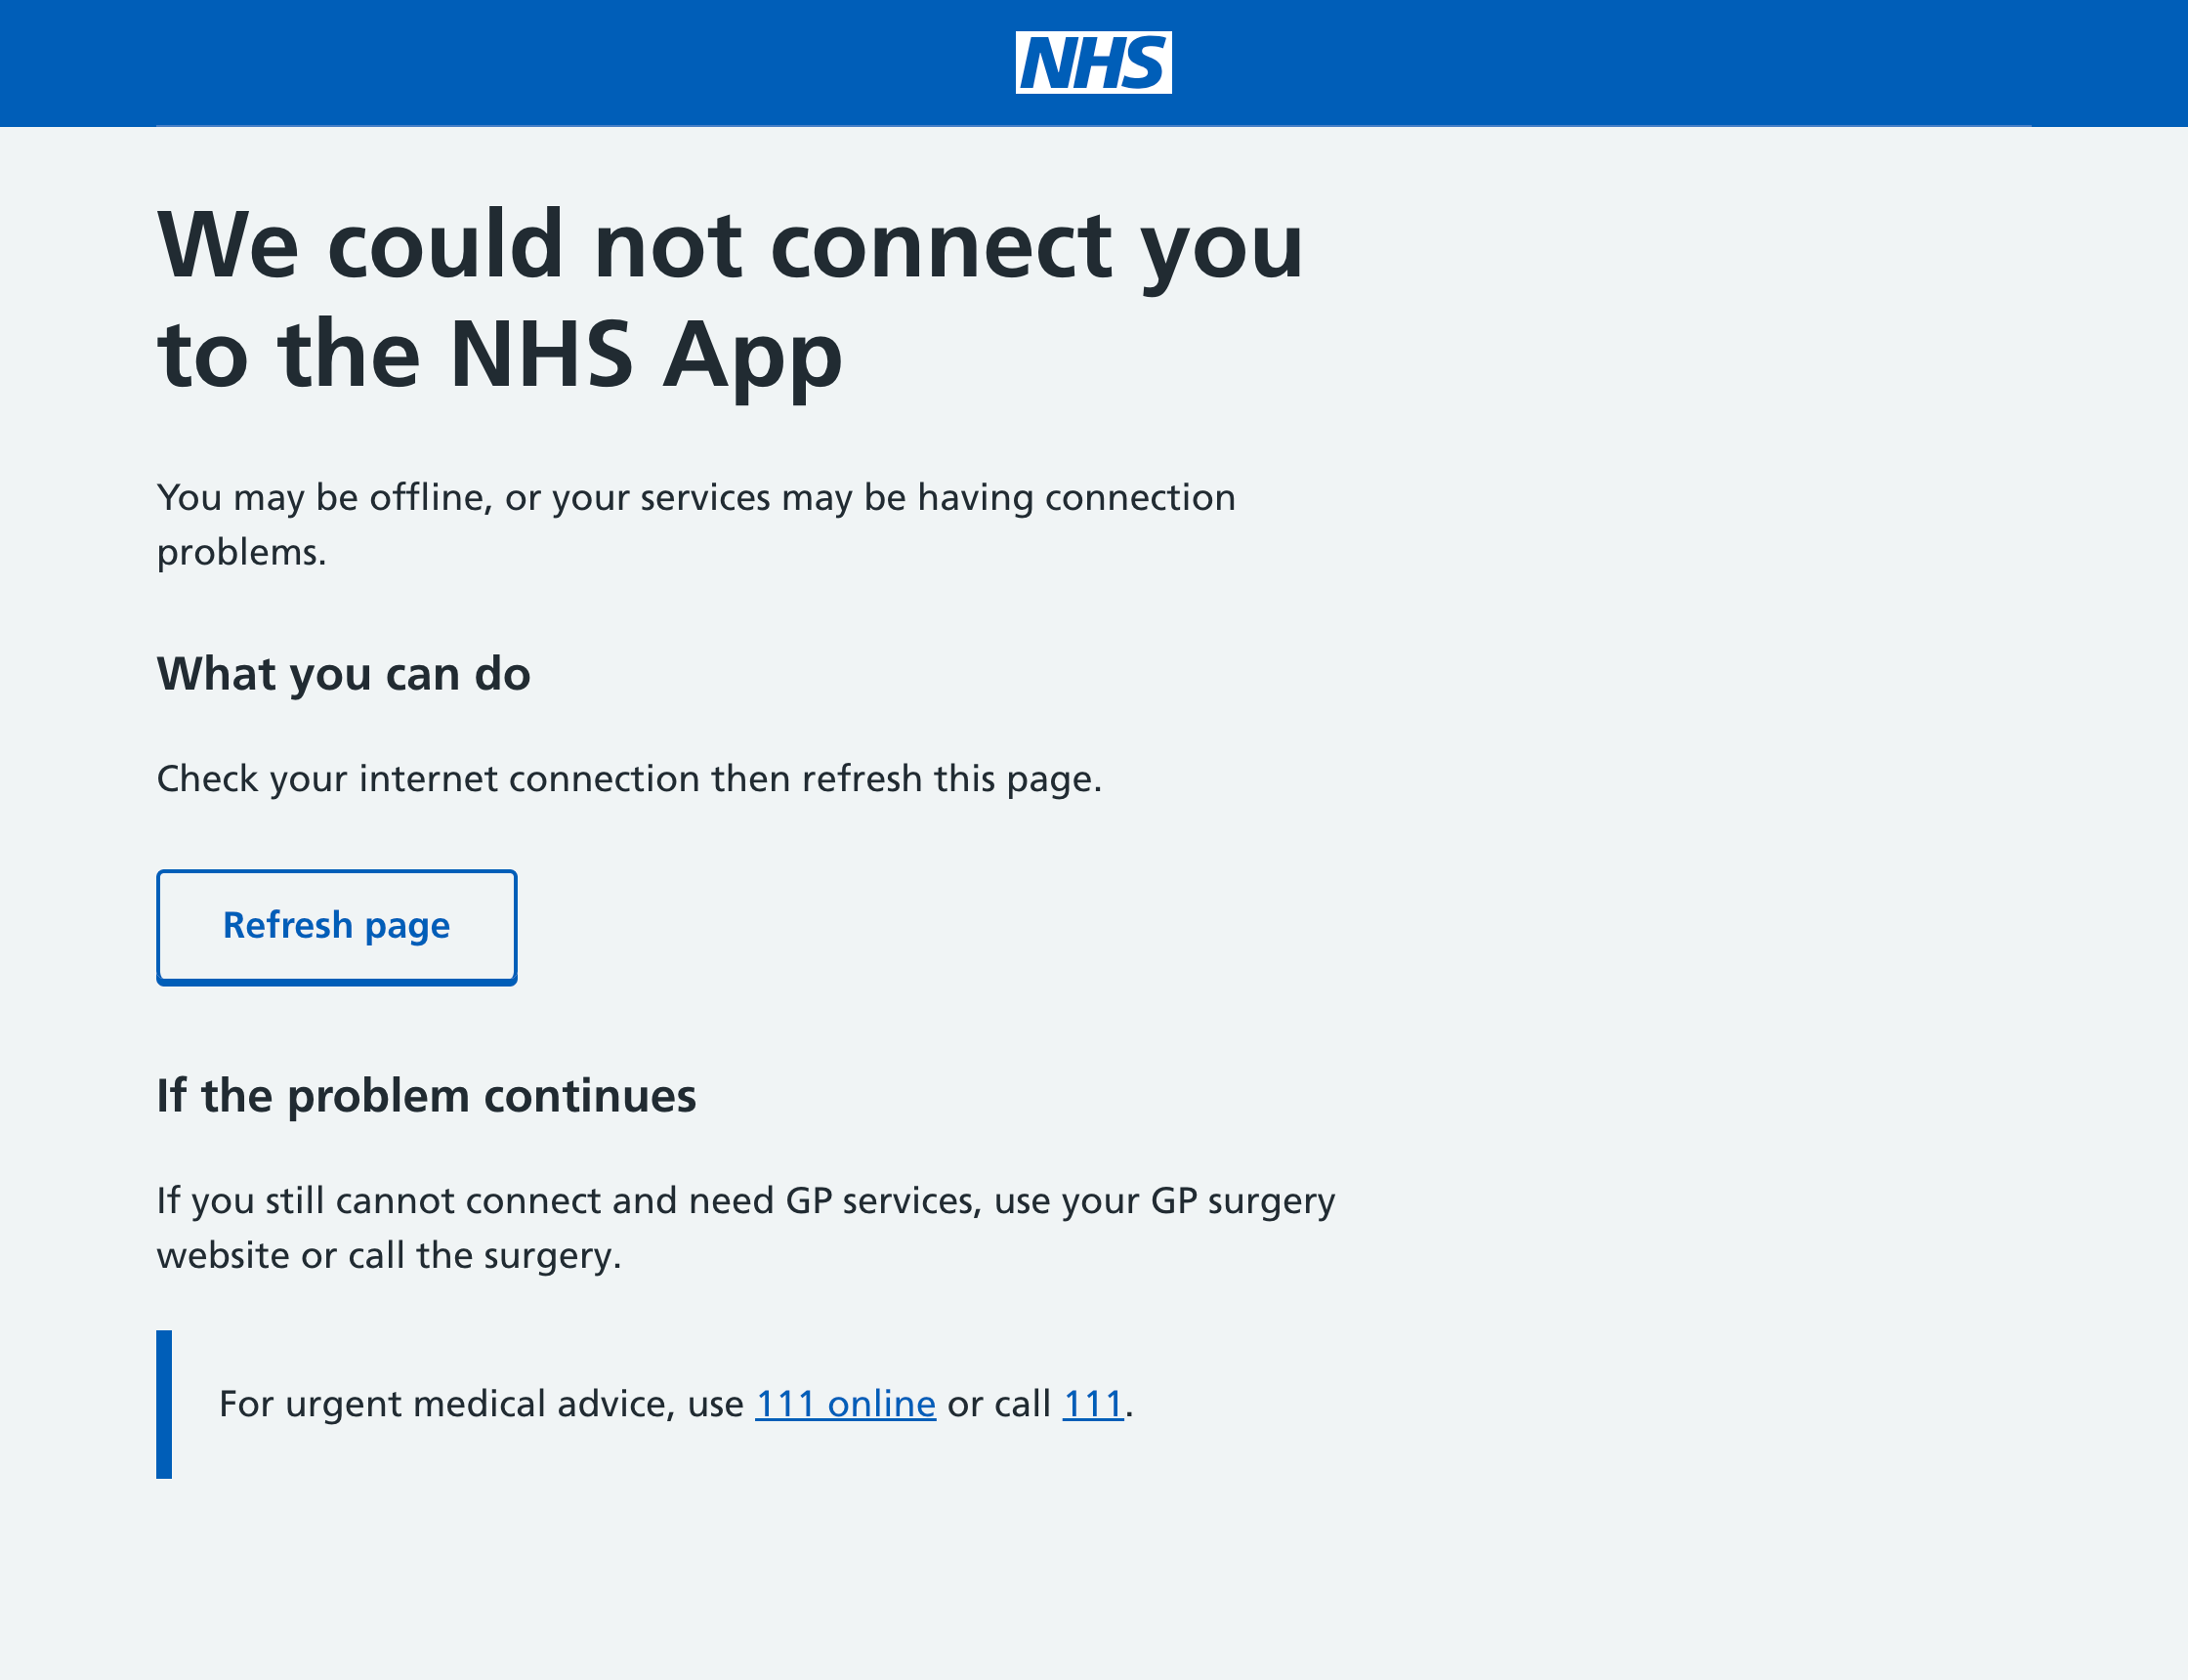 NHS
We could not connect you
to the NHS App
You may be offline, or your services may be having connection
problems.
What you can do
Check your internet connection then refresh this page.
Refresh page
If the problem continues
If you still cannot connect and need GP services, use your GP surgery
website or call the surgery.
For urgent medical advice, use 111 online or call 111.